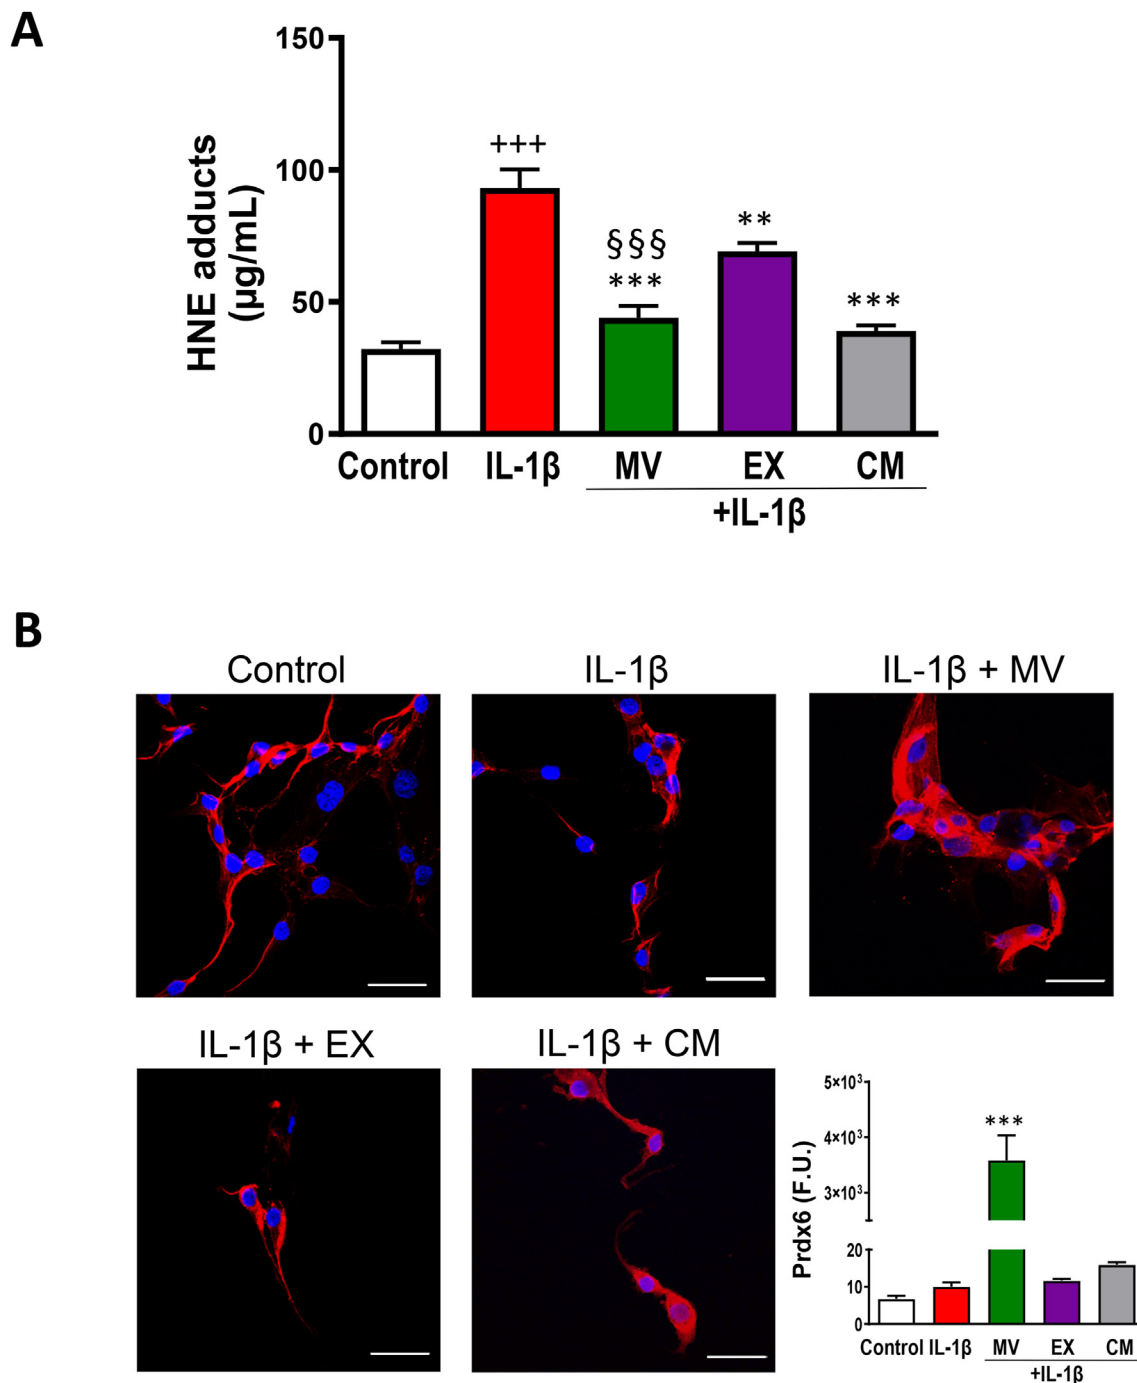 A
150
100
50
0
HNE adducts
(µg/mL)
+++
§§§
***
**
***
Control IL-1β MV EX CM
+IL-1β
B
Control IL-1β IL-1β + MV
IL-1β + EX IL-1β + CM
5×10³
4×10³
3×10³
20
10
0
Prdx6 (F.U.)
***
Control IL-1β MV EX CM
+IL-1β